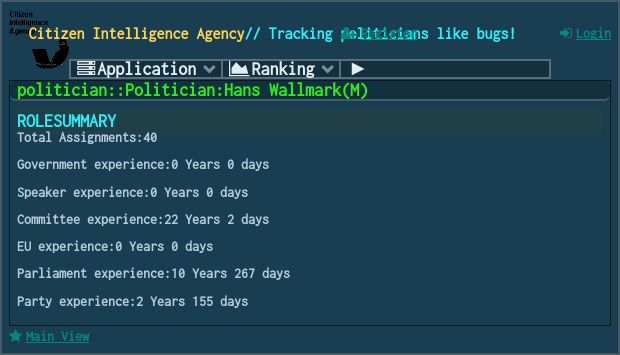 Citizen
Intelligence
Agency
Citizen Intelligence Agency// Tracking politicians like bugs!
Register
Login
Application
Ranking
politician::Politician:Hans Wallmark(M)
ROLESUMMARY
Total Assignments:40
Government experience:0 Years 0 days
Speaker experience:0 Years 0 days
Committee experience:22 Years 2 days
EU experience:0 Years 0 days
Parliament experience:10 Years 267 days
Party experience:2 Years 155 days
Main View